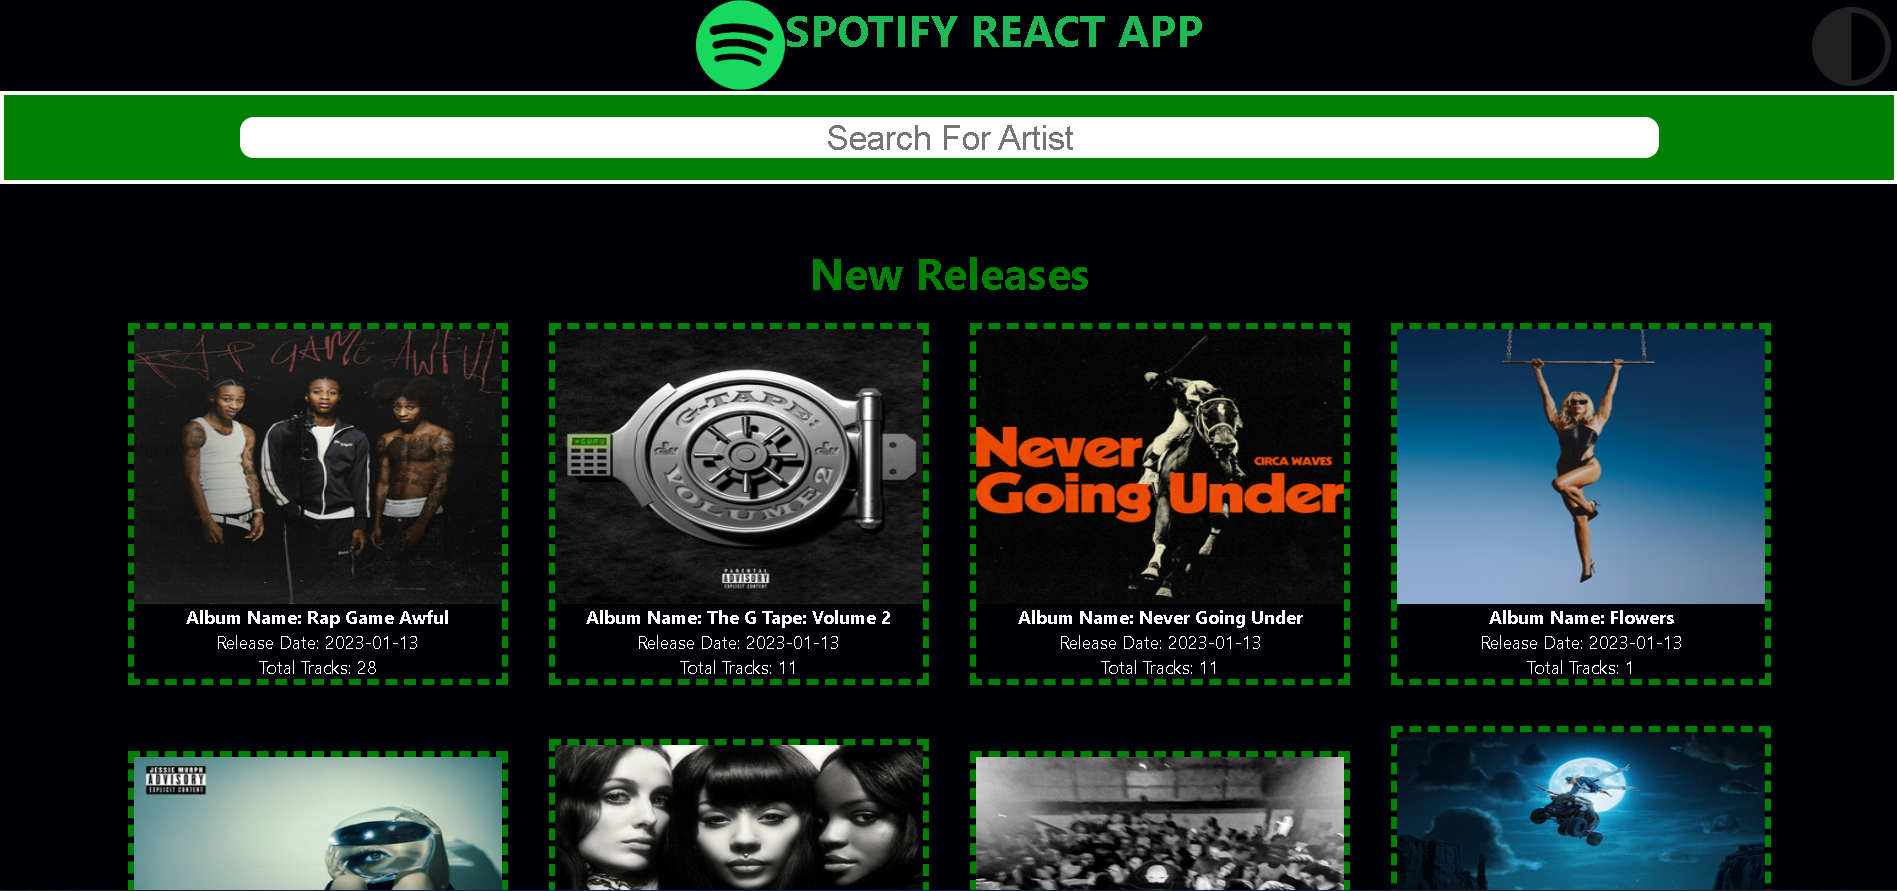 SPOTIFY REACT APP
Search For Artist
New Releases
RAP GAME AWFUL
G-TAPE:
VOLUME 2
PARENTAL
ADVISORY
EXPLICIT CONTENT
Never
CIRCA WAVES
Going Under
Album Name: Rap Game Awful
Release Date: 2023-01-13
Total Tracks: 28
Album Name: The G Tape: Volume 2
Release Date: 2023-01-13
Total Tracks: 11
Album Name: Never Going Under
Release Date: 2023-01-13
Total Tracks: 11
Album Name: Flowers
Release Date: 2023-01-13
Total Tracks: 1
JESSIE MURPH
ADVISORY
EXPLICIT CONTENT